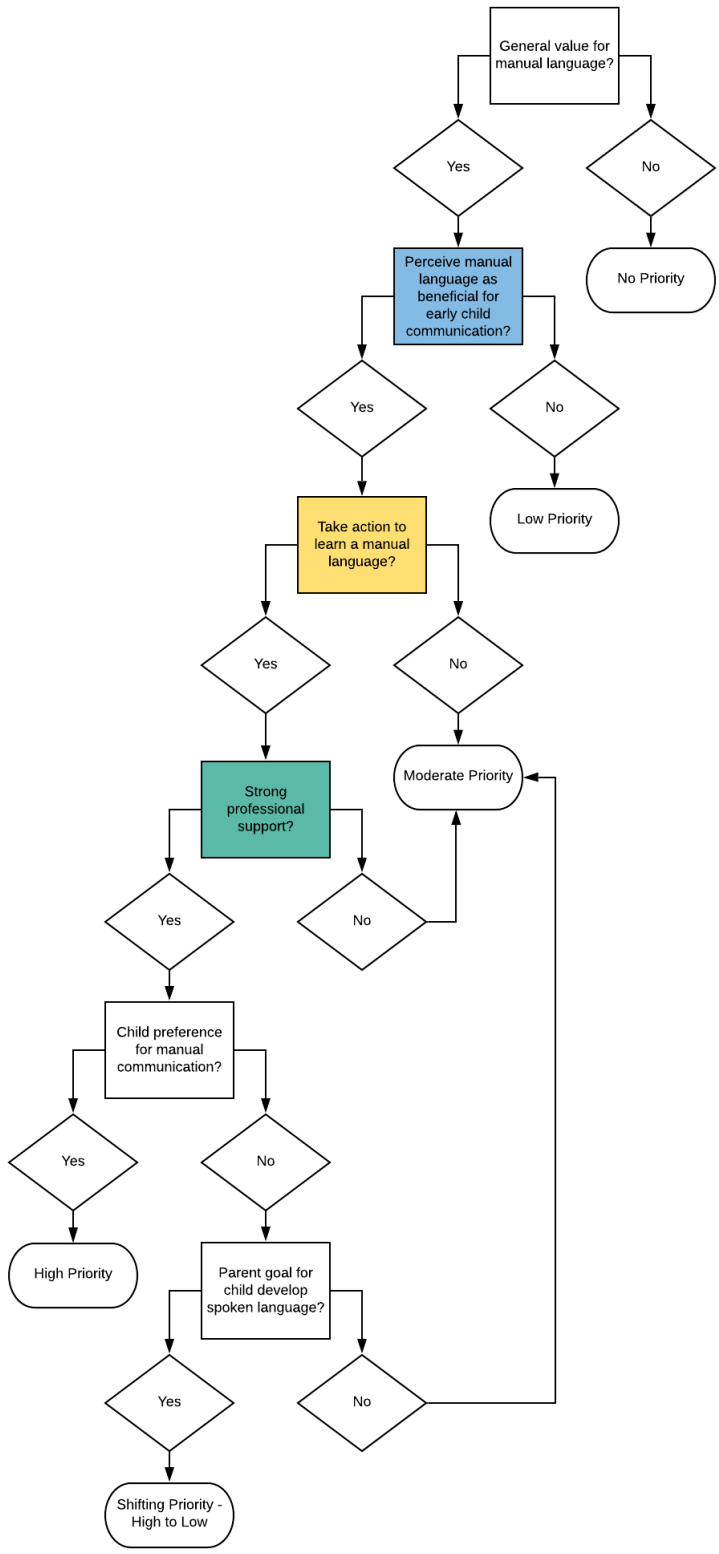 General value for
manual language?
Yes
No
Perceive manual
language as
beneficial for
early child
communication?
No Priority
Yes
No
Take action to
learn a manual
language?
Low Priority
Yes
No
Strong
professional
support?
Moderate Priority
Yes
No
Child preference
for manual
communication?
Yes
No
High Priority
Parent goal for
child develop
spoken language?
Yes
No
Shifting Priority -
High to Low